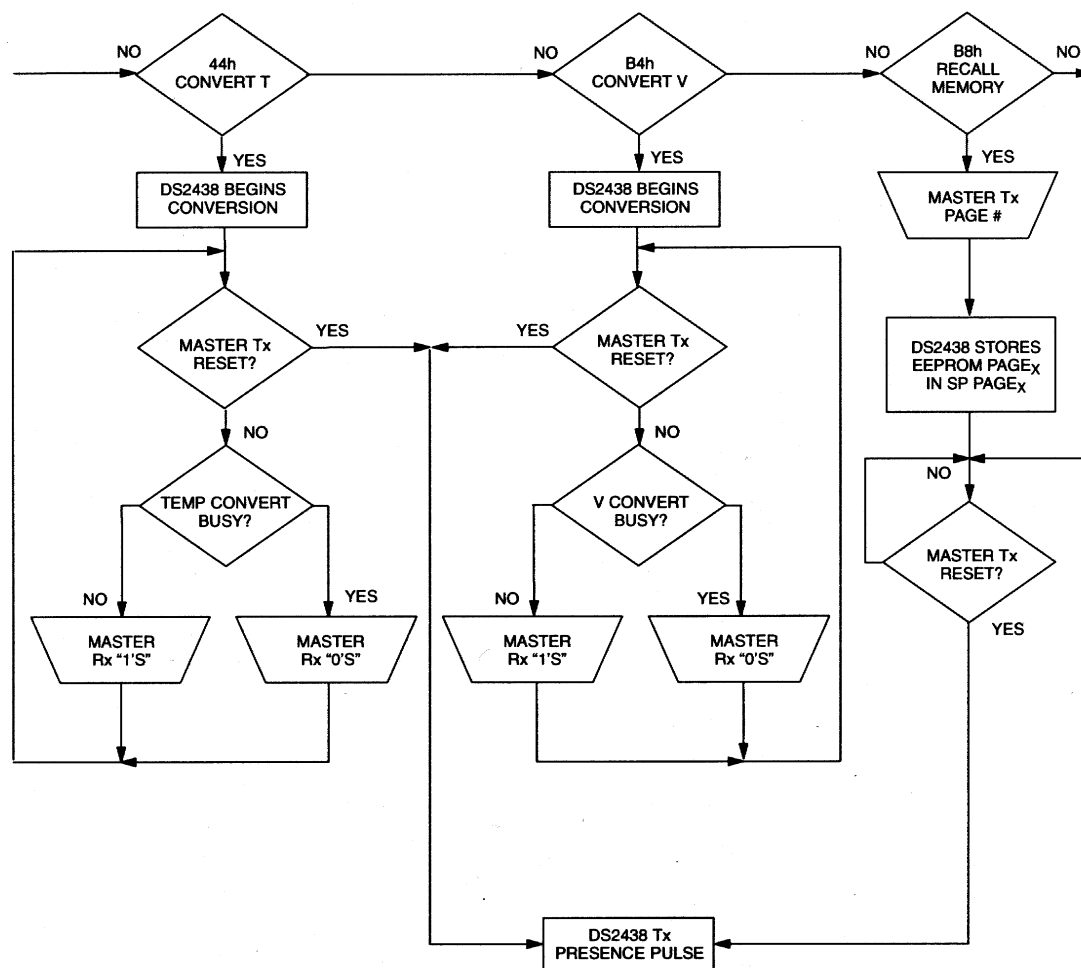 NO
44h
CONVERT T
NO
B4h
CONVERT V
NO
B8h
RECALL
MEMORY
NO
YES
YES
YES
DS2438 BEGINS
CONVERSION
DS2438 BEGINS
CONVERSION
MASTER Tx
PAGE #
MASTER Tx
RESET?
YES
YES
MASTER Tx
RESET?
DS2438 STORES
EEPROM PAGEX
IN SP PAGEX
NO
NO
NO
TEMP CONVERT
BUSY?
V CONVERT
BUSY?
MASTER Tx
RESET?
NO
YES
NO
YES
YES
MASTER
Rx “1’S”
MASTER
Rx “0’S”
MASTER
Rx “1’S”
MASTER
Rx “0’S”
DS2438 Tx
PRESENCE PULSE